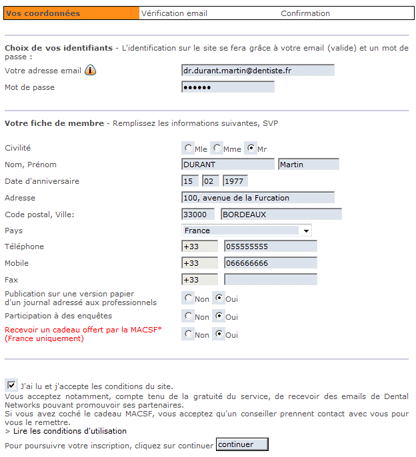 Vos coordonnées Vérification email Confirmation
Choix de vos identifiants - L'identification sur le site se fera grâce à votre email (valide) et un mot de
passe :
Votre adresse email dr.durant.martin@dentiste.fr
Mot de passe ••••••
Votre fiche de membre - Remplissez les informations suivantes, SVP
Civilité Mle Mme Mr
Nom, Prénom DURANT Martin
Date d'anniversaire 15 02 1977
Adresse 100, avenue de la Furcation
Code postal, Ville: 33000 BORDEAUX
Pays France
Téléphone +33 055555555
Mobile +33 066666666
Fax +33
Publication sur une version papier
d'un journal adressé aux professionnels Non Oui
Participation à des enquêtes Non Oui
Recevoir un cadeau offert par la MACSF*
(France uniquement) Non Oui
J'ai lu et j'accepte les conditions du site.
Vous acceptez notamment, compte tenu de la gratuité du service, de recevoir des emails de Dental
Networks pouvant promouvoir ses partenaires.
Si vous avez coché le cadeau MACSF, vous acceptez qu'un conseiller prennent contact avec vous pour
vous le remettre.
> Lire les conditions d'utilisation
Pour poursuivre votre inscription, cliquez sur continuer continuer